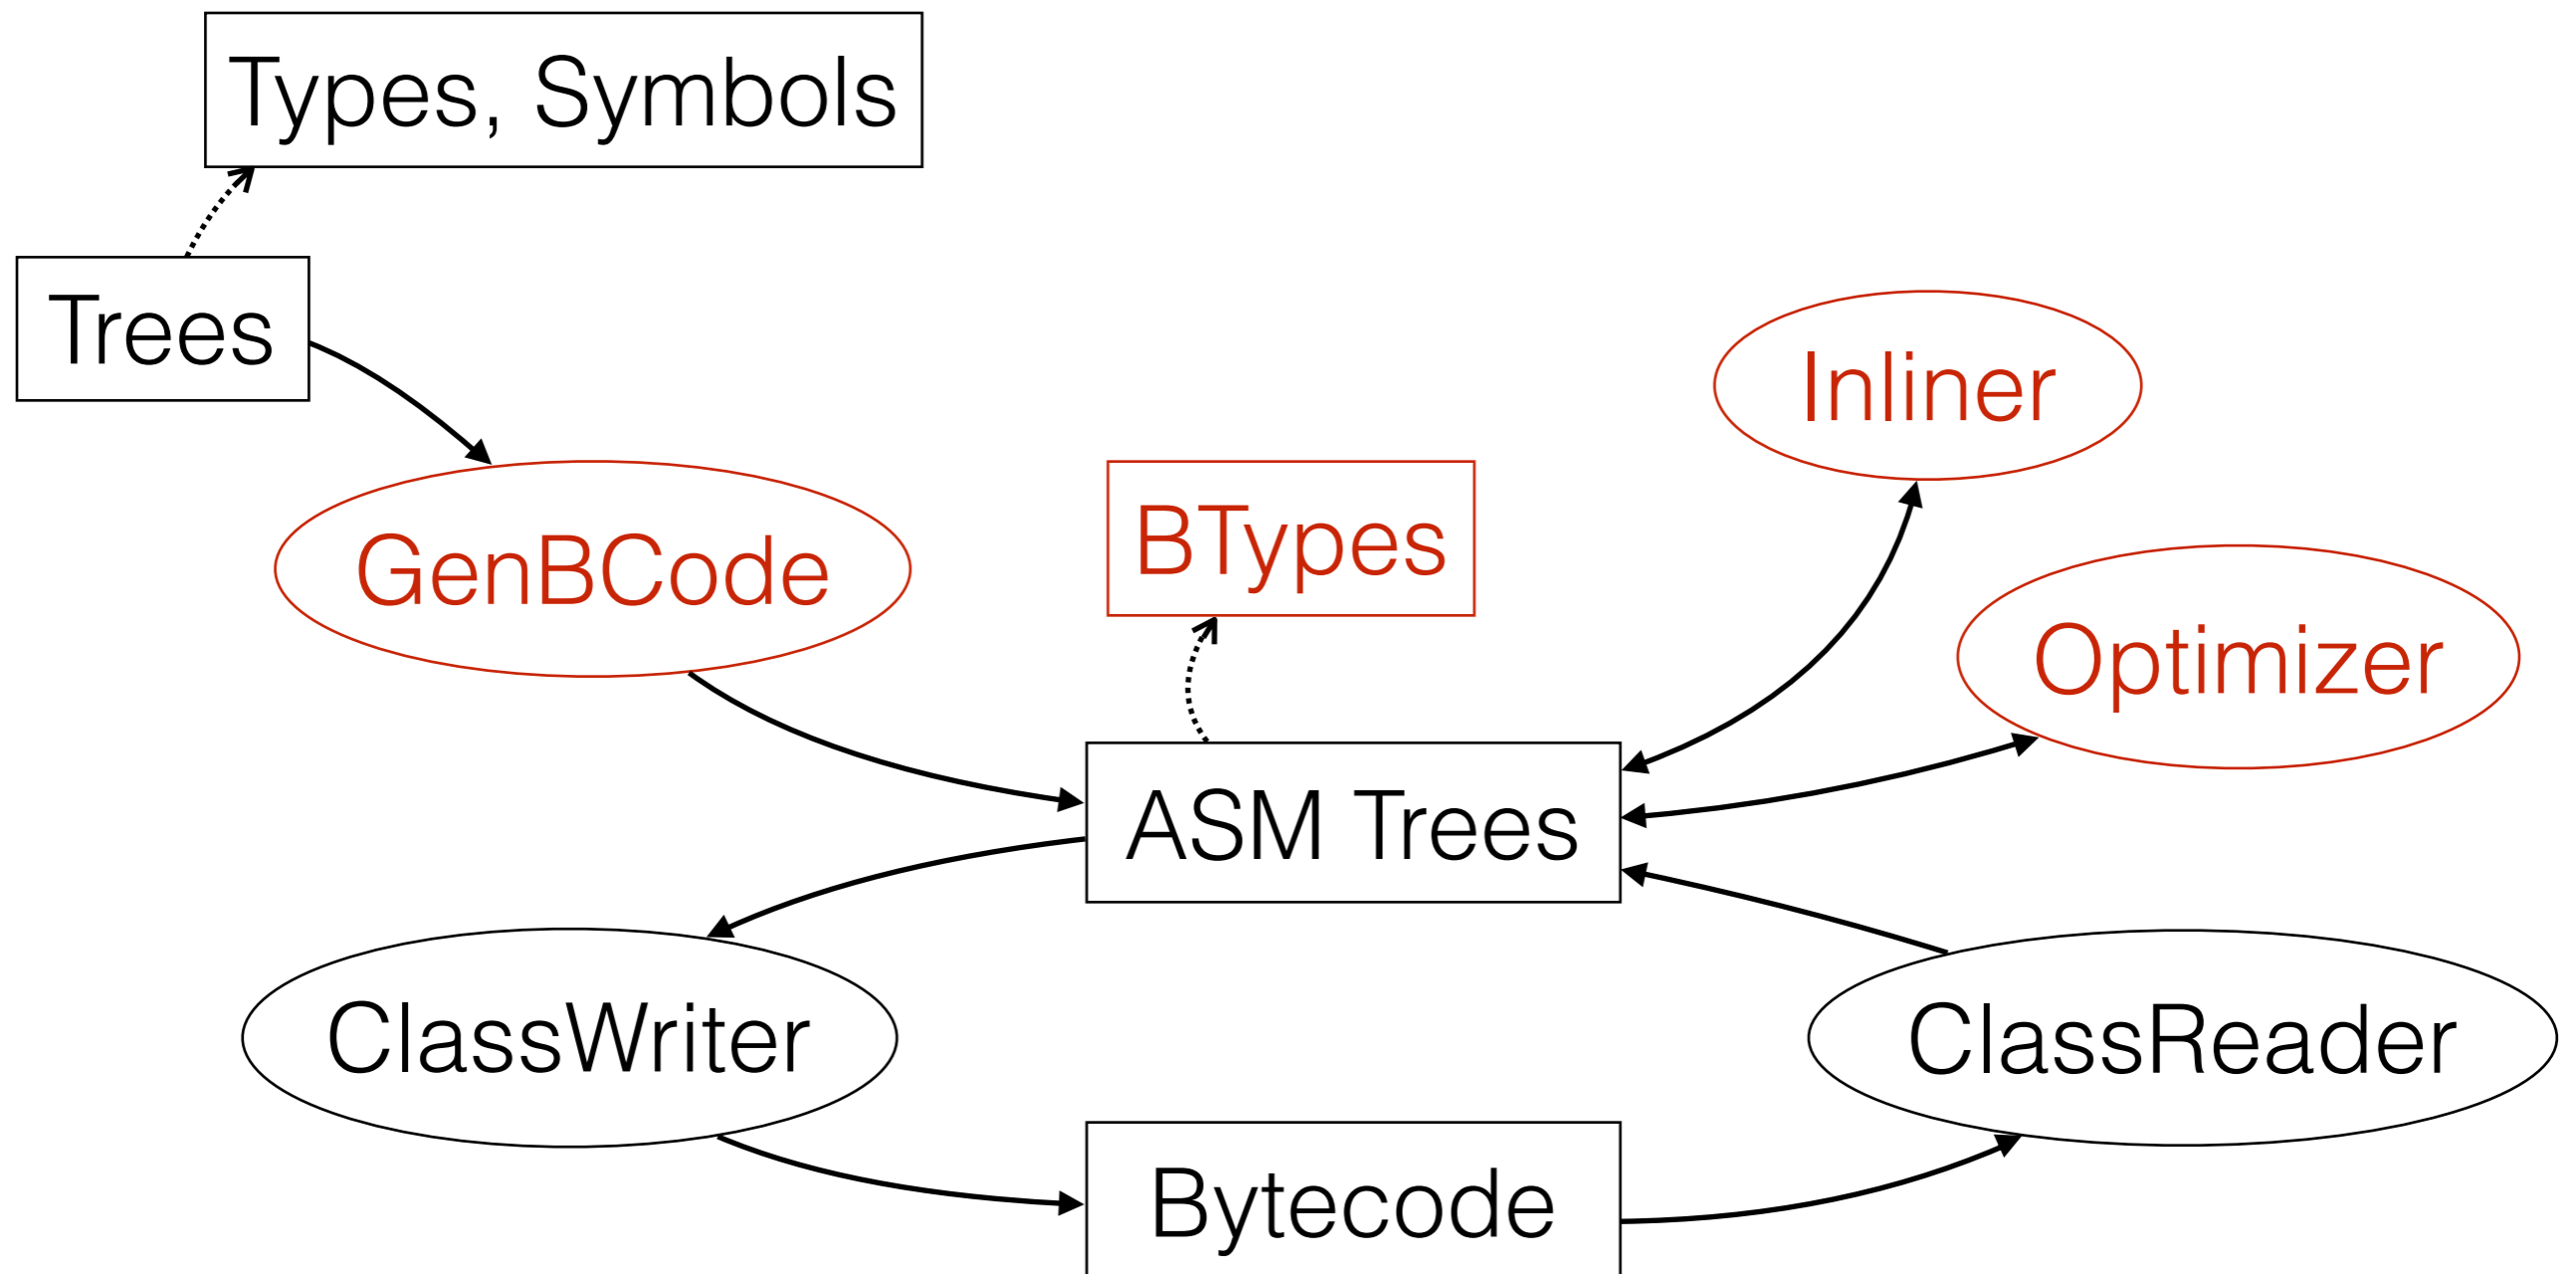 Types, Symbols
Trees
Inliner
BTypes
GenBCode
Optimizer
ASM Trees
ClassWriter
ClassReader
Bytecode